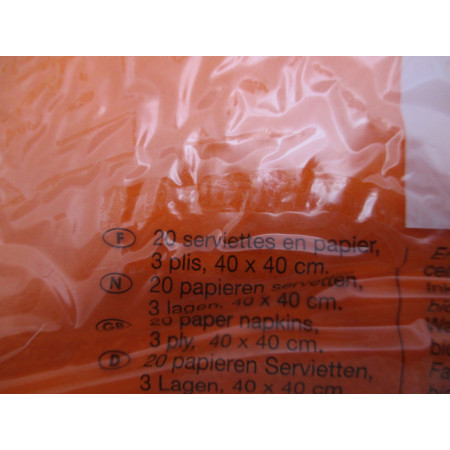 F 20 serviettes en papier,
3 plis, 40 x 40 cm.
N 20 papieren servetten,
3 lagen, 40 x 40 cm.
GB 20 paper napkins,
3 ply, 40 x 40 cm.
D 20 papieren Servietten,
3 Lagen, 40 x 40 cm.